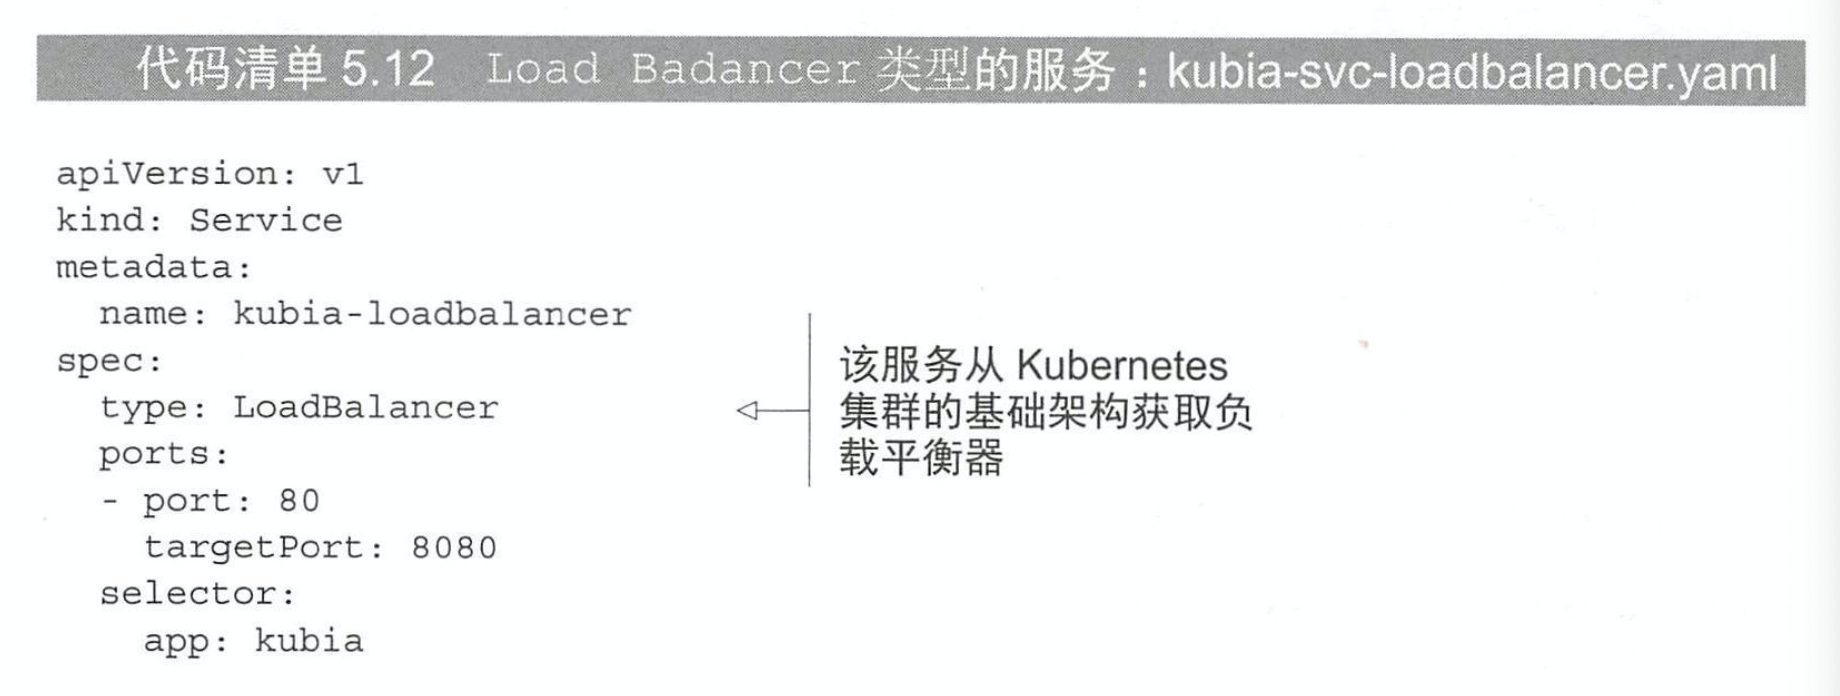 代码清单 5.12 Load Badancer 类型的服务：kubia-svc-loadbalancer.yaml
apiVersion: v1
kind: Service
metadata:
  name: kubia-loadbalancer
spec:
  type: LoadBalancer
  ports:
  - port: 80
    targetPort: 8080
  selector:
    app: kubia
该服务从 Kubernetes
集群的基础架构获取负
载平衡器